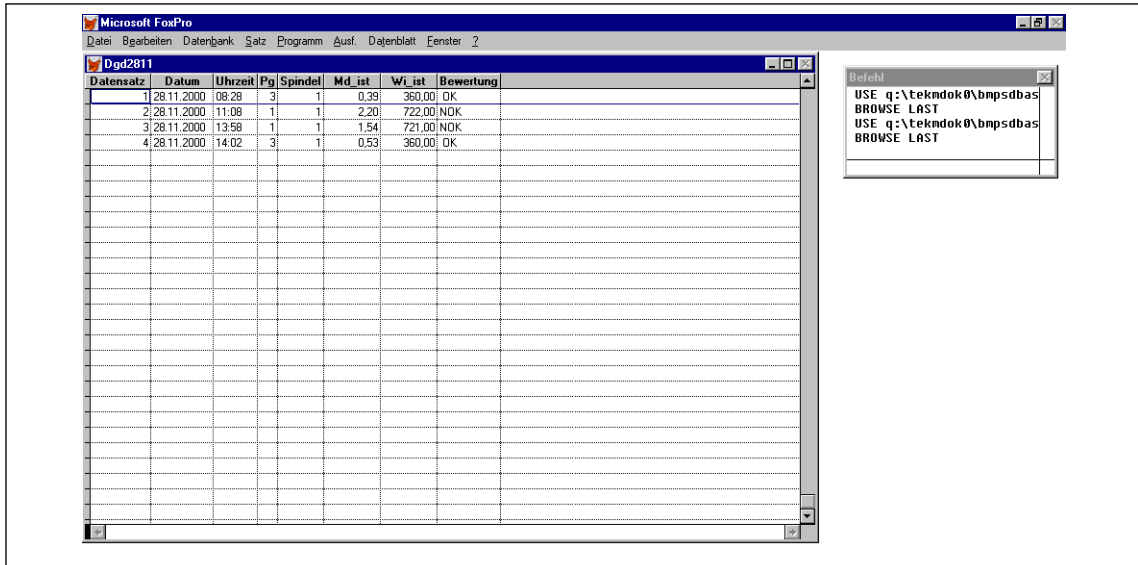 Microsoft FoxPro
Datei Bearbeiten Datenbank Satz Programm Ausf. Datenblatt Fenster ?
Dgd2811
Datensatz Datum Uhrzeit Pg Spindel Md_ist Wi_ist Bewertung
1 28.11.2000 08:28 3 1 0,39 360,00 OK
2 28.11.2000 11:08 1 1 2,20 722,00 NOK
3 28.11.2000 13:58 1 1 1,54 721,00 NOK
4 28.11.2000 14:02 3 1 0,53 360,00 OK
Befehl
USE q:\tekmdok0\bmpsdbas
BROWSE LAST
USE q:\tekmdok0\bmpsdbas
BROWSE LAST